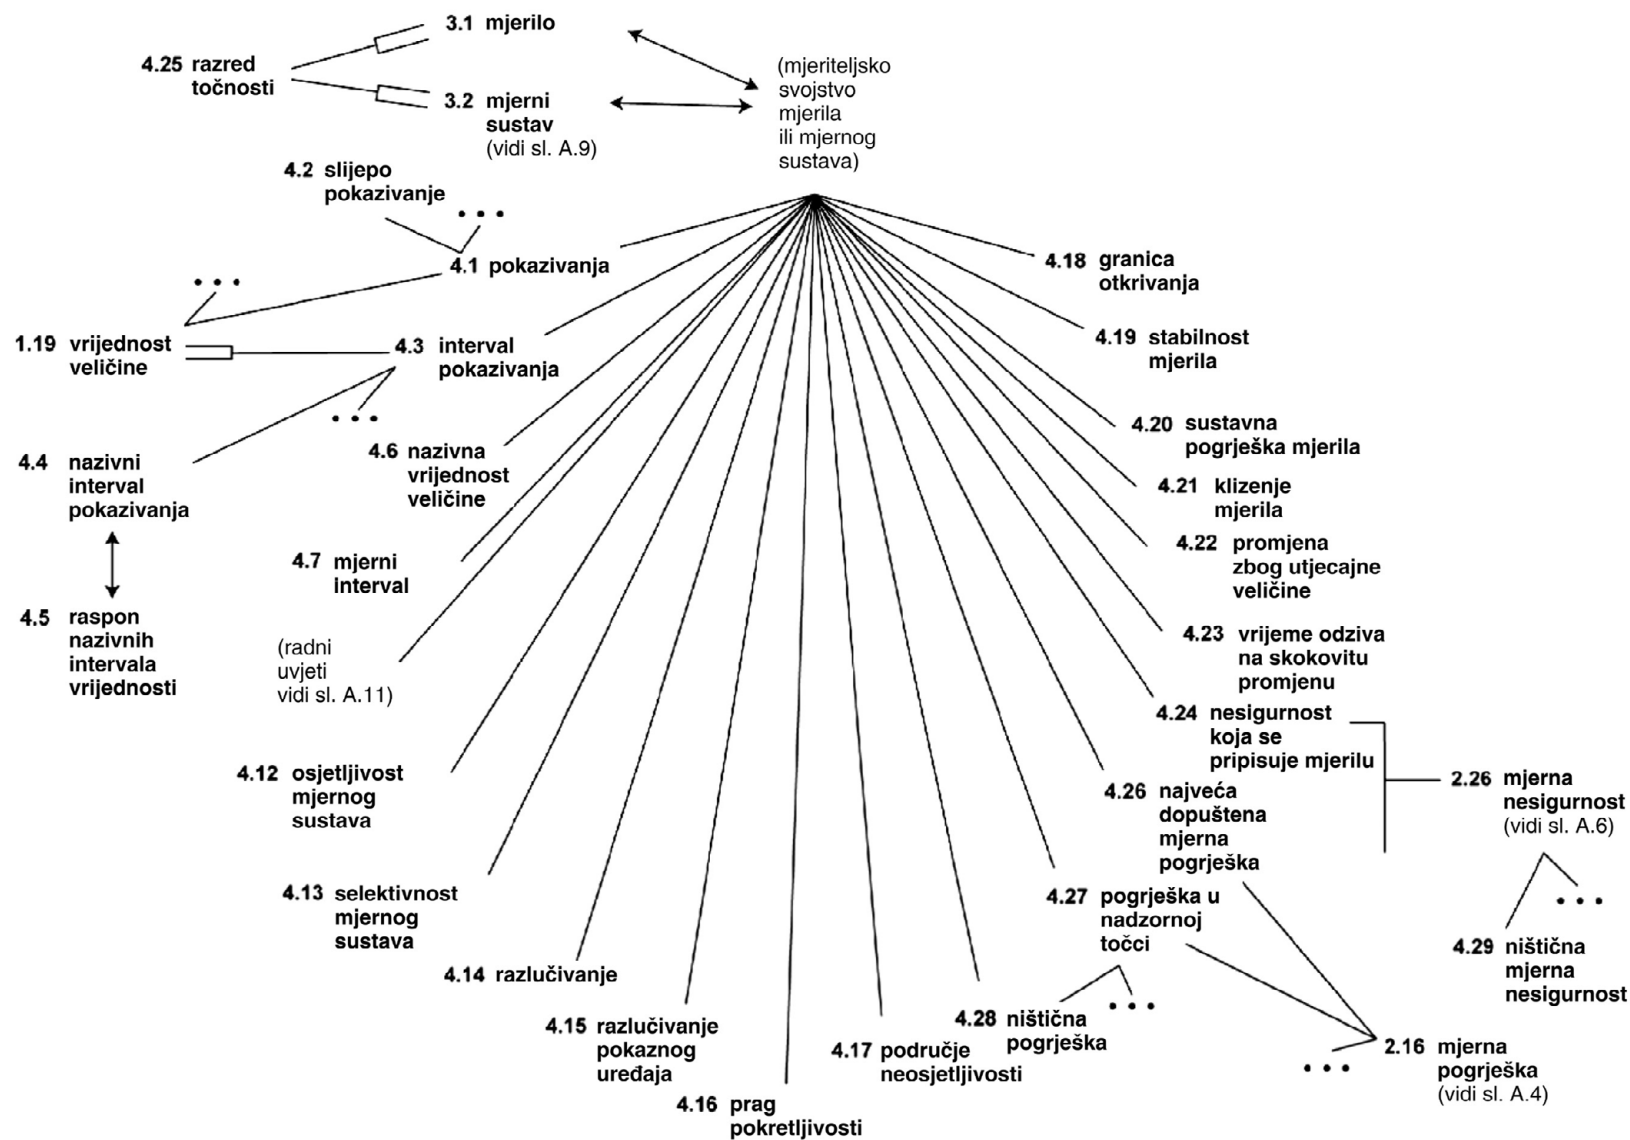 3.1 mjerilo
4.25 razred
točnosti
3.2 mjerni
sustav
(vidi sl. A.9)
(mjeriteljsko
svojstvo
mjerila
ili mjernog
sustava)
4.2 slijepo
pokazivanje
4.1 pokazivanja
1.19 vrijednost
veličine
4.3 interval
pokazivanja
4.4 nazivni
interval
pokazivanja
4.5 raspon
nazivnih
intervala
vrijednosti
4.6 nazivna
vrijednost
veličine
4.7 mjerni
interval
(radni
uvjeti
vidi sl. A.11)
4.12 osjetljivost
mjernog
sustava
4.13 selektivnost
mjernog
sustava
4.14 razlučivanje
4.15 razlučivanje
pokaznog
uređaja
4.16 prag
pokretljivosti
4.17 područje
neosjetljivosti
4.18 granica
otkrivanja
4.19 stabilnost
mjerila
4.20 sustavna
pogrješka mjerila
4.21 klizenje
mjerila
4.22 promjena
zbog utjecajne
veličine
4.23 vrijeme odziva
na skokovitu
promjenu
4.24 nesigurnost
koja se
pripisuje mjerilu
4.26 najveća
dopuštena
mjerna
pogrješka
4.27 pogrješka u
nadzornoj
točci
4.28 ništična
pogrješka
2.26 mjerna
nesigurnost
(vidi sl. A.6)
4.29 ništična
mjerna
nesigurnost
2.16 mjerna
pogrješka
(vidi sl. A.4)